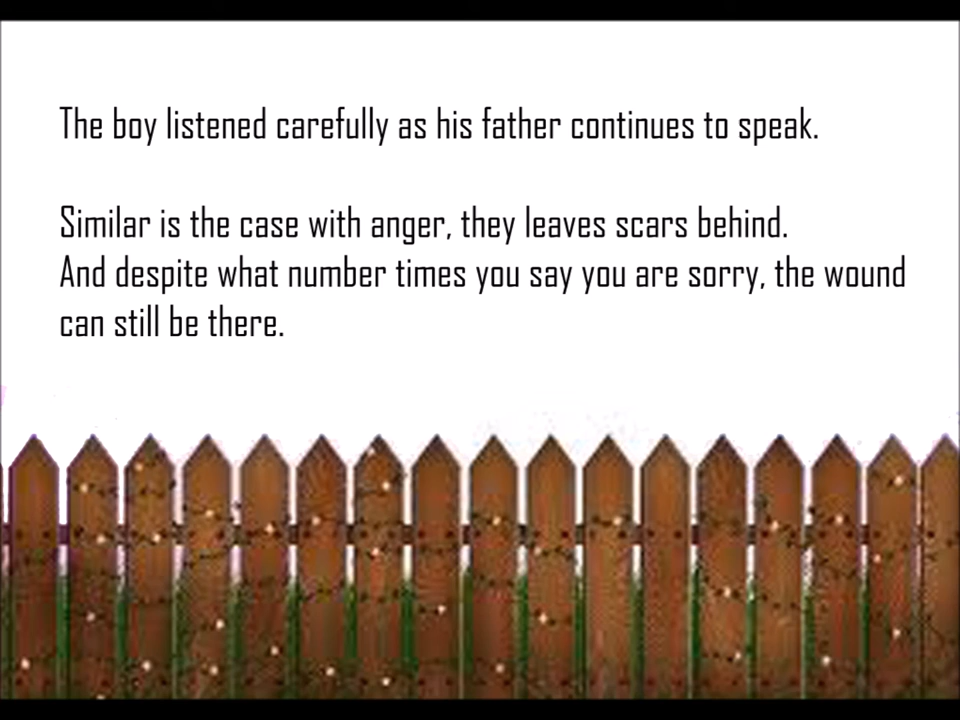 The boy listened carefully as his father continues to speak.
Similar is the case with anger, they leaves scars behind.
And despite what number times you say you are sorry, the wound
can still be there.